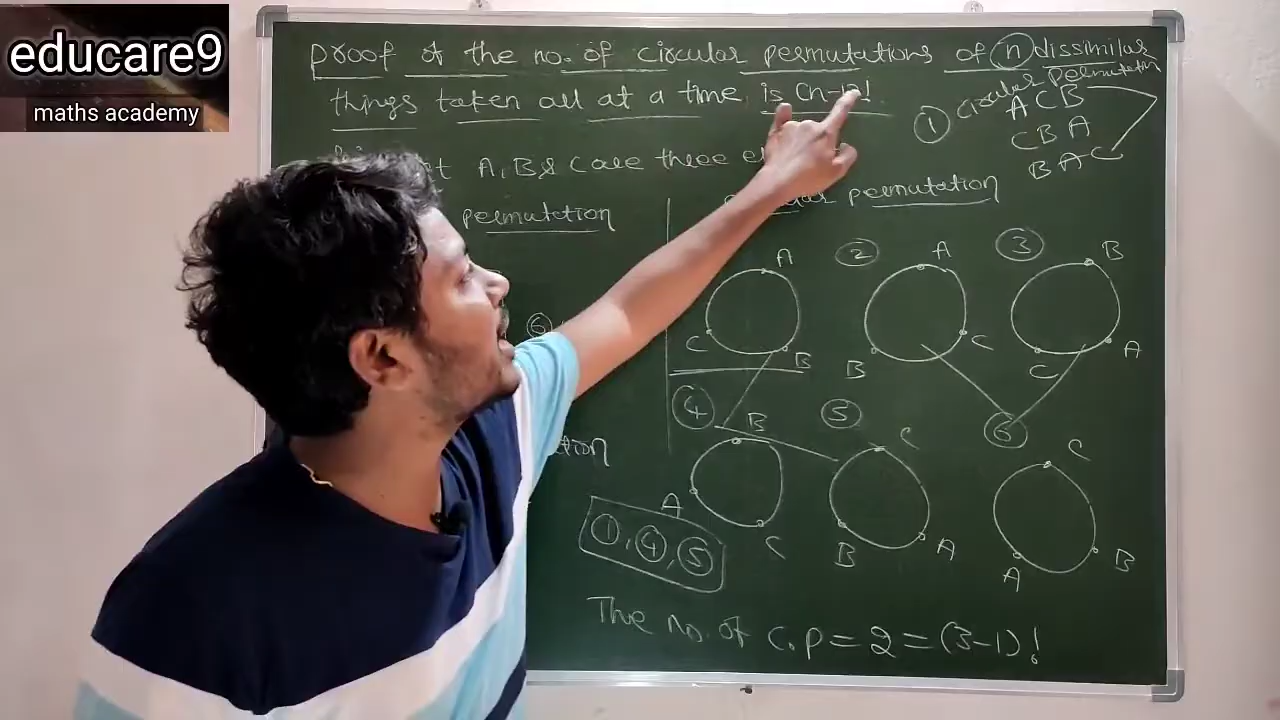 educare9
maths academy
Proof of the no. of circular permutations of n dissimilar
things taken all at a time is (n-1)!
A, B & C are three
① Circular Permutation
A C B
C B A
B A C
permutation
permutation
A
C
B
②
A
B
C
③
B
C
A
⑥
④
B
A
C
⑤
C
B
A
⑥
C
A
B
①, ④, ⑤
The no. of C.P = 2 = (3-1)!